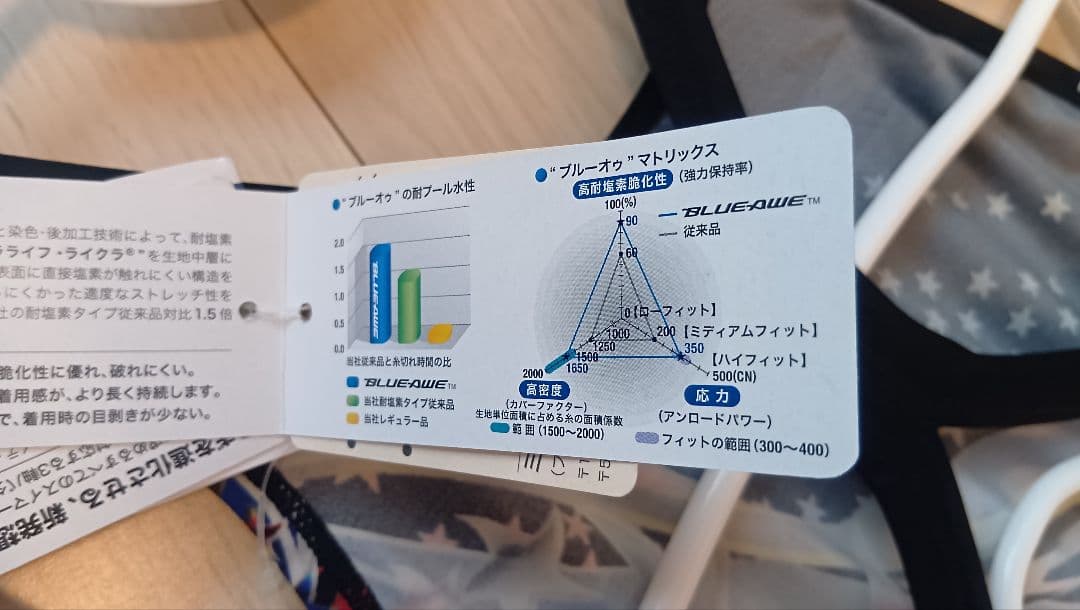 と染色・後加工技術によって、耐塩素
ライフ・ライクラ®"を生地中層に
表面に直接塩素が触れにくい構造を
にくかった適度なストレッチ性を
社の耐塩素タイプ従来品対比1.5倍
脆化性に優れ、破れにくい。
着用感が、より長く持続します。
で、着用時の目剥きが少ない。
を進化させる、新発想
"ブルーオゥ"の耐プール水性
2.0
1.5
1.0
0.5
0.0
BLUE-AWE
当社従来品と糸切れ時間の比
BLUE-AWE™
当社耐塩素タイプ従来品
当社レギュラー品
"ブルーオゥ"マトリックス
高耐塩素脆化性 (強力保持率)
100(%)
90
60
BLUE-AWE™
従来品
0【ローフィット】
200【ミディアムフィット】
350
【ハイフィット】
500(CN)
1000
1250
1500
1650
2000
高密度
(カバーファクター)
生地単位面積に占める糸の面積係数
範囲(1500〜2000)
応力
(アンロードパワー)
フィットの範囲(300〜400)